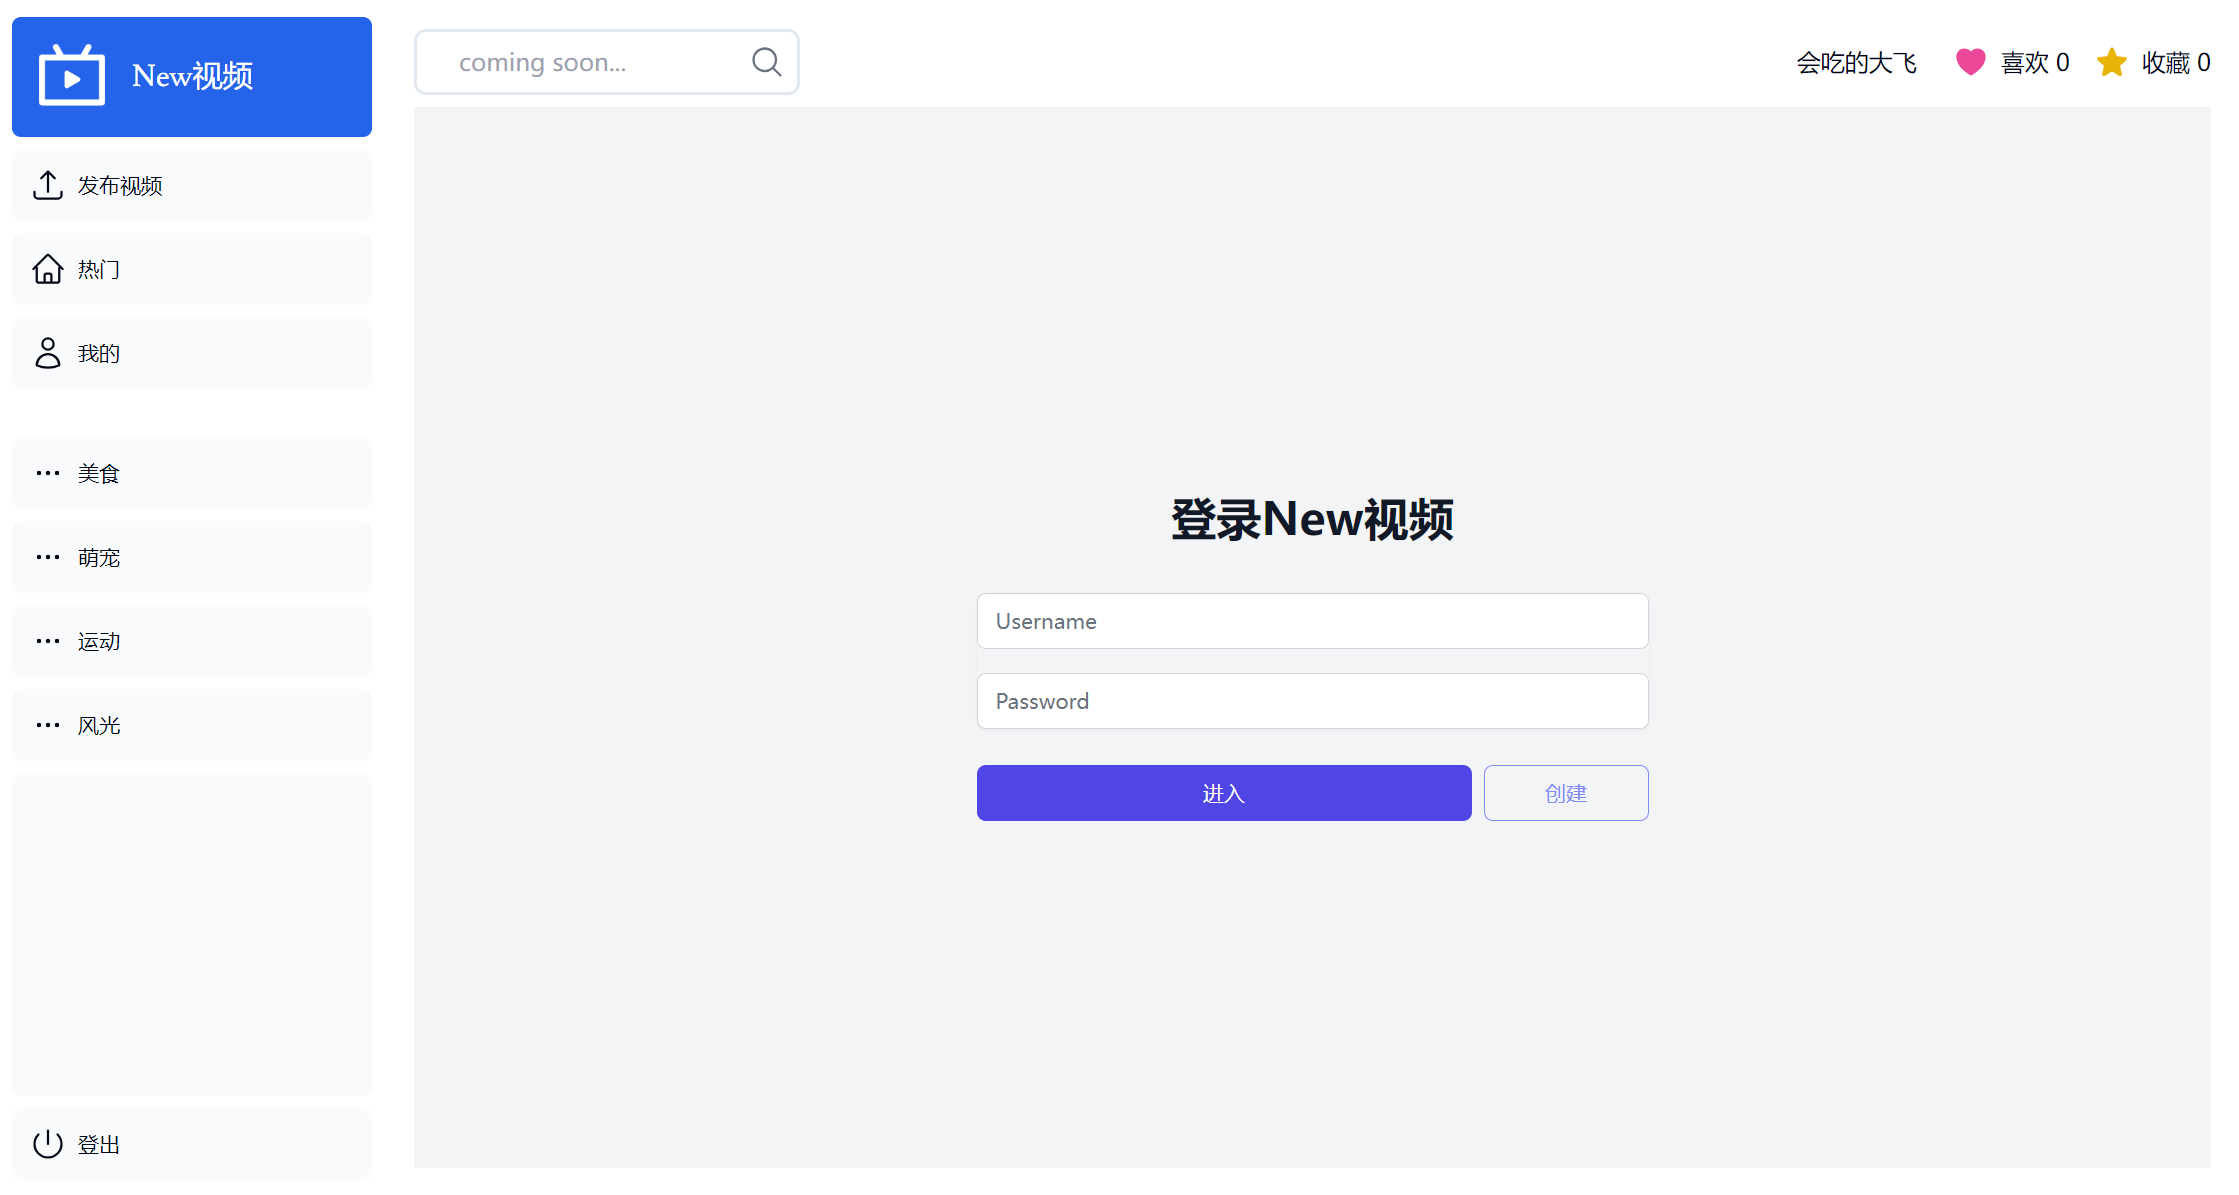 New视频
发布视频
热门
我的
美食
萌宠
运动
风光
登出
coming soon...
会吃的大飞
喜欢 0
收藏 0
登录New视频
Username
Password
进入
创建